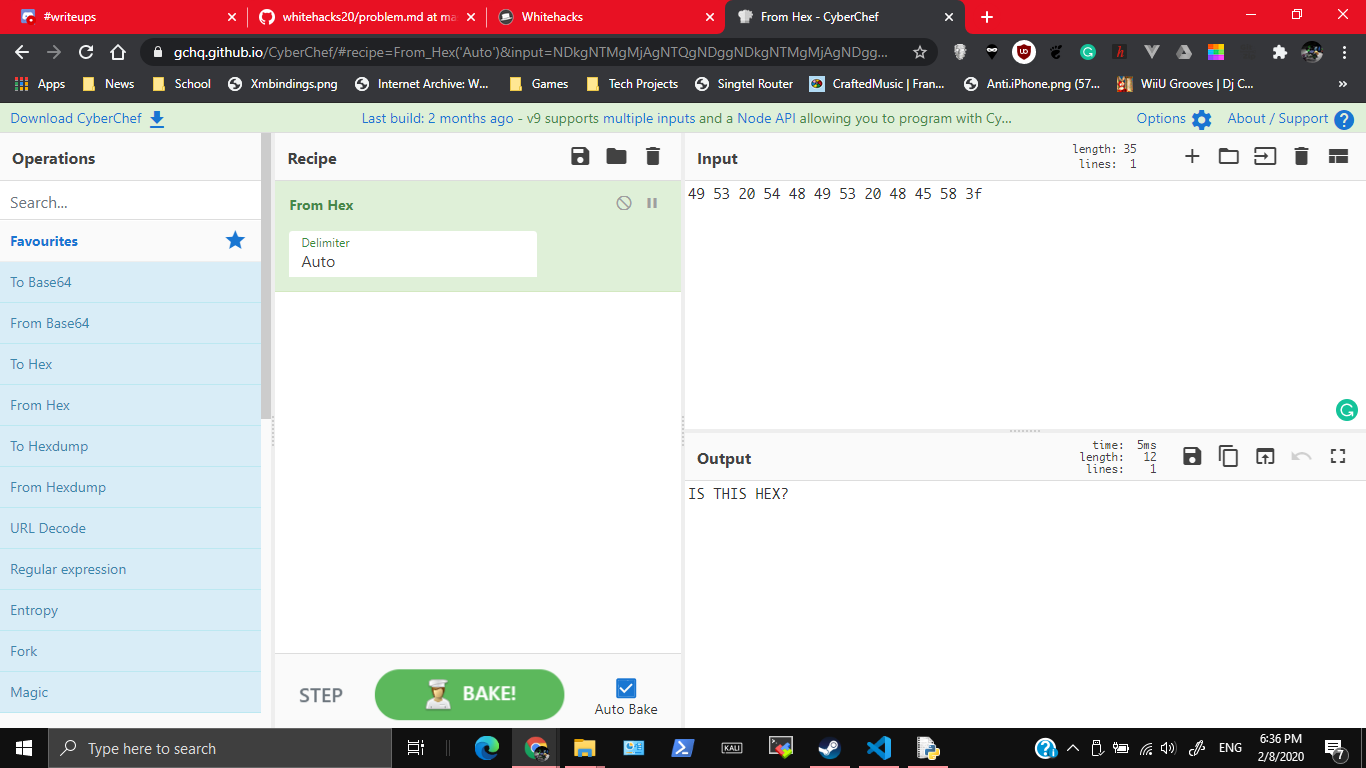 #writeups
whitehacks20/problem.md at ma
Whitehacks
From Hex - CyberChef
gchq.github.io/CyberChef/#recipe=From_Hex('Auto')&input=NDkgNTMgMjAgNTQgNDggNDkgNTMgMjAgNDgg...
Apps
News
School
Xmbindings.png
Internet Archive: W...
Games
Tech Projects
Singtel Router
CraftedMusic | Fran...
Anti.iPhone.png (57...
WiiU Grooves | Dj C...
»
Download CyberChef
Last build: 2 months ago - v9 supports multiple inputs and a Node API allowing you to program with Cy...
Options
About / Support
Operations
Search...
Favourites
To Base64
From Base64
To Hex
From Hex
To Hexdump
From Hexdump
URL Decode
Regular expression
Entropy
Fork
Magic
Recipe
From Hex
Delimiter
Auto
STEP
BAKE!
Auto Bake
Input
length: 35
lines: 1
49 53 20 54 48 49 53 20 48 45 58 3f
Output
time: 5ms
length: 12
lines: 1
IS THIS HEX?
Type here to search
KALI
ENG
6:36 PM
2/8/2020
7